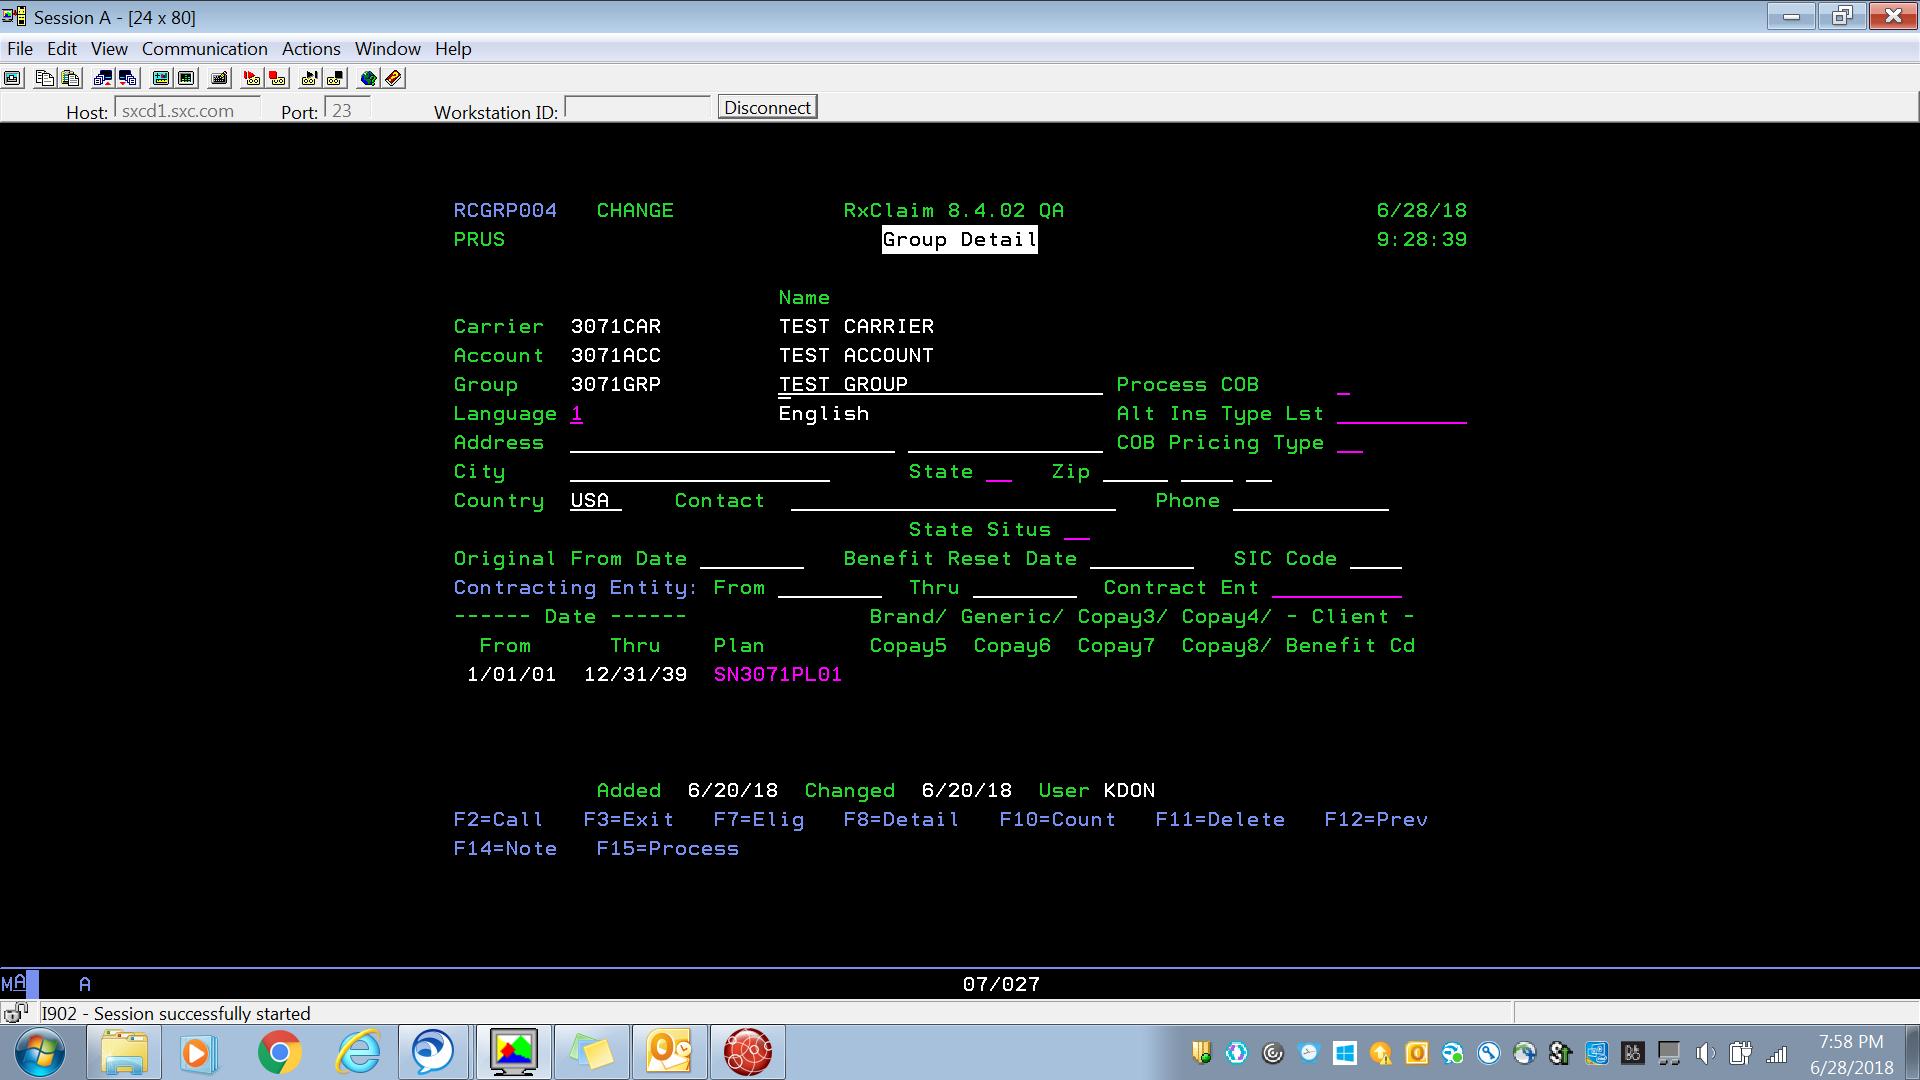 Session A - [24 x 80]
File Edit View Communication Actions Window Help
Host: sxcd1.sxc.com Port: 23 Workstation ID: Disconnect
RCGRP004 CHANGE RxClaim 8.4.02 QA 6/28/18
PRUS Group Detail 9:28:39
Name
Carrier 3071CAR TEST CARRIER
Account 3071ACC TEST ACCOUNT
Group 3071GRP TEST GROUP Process COB
Language 1 English Alt Ins Type Lst
Address COB Pricing Type
City State Zip
Country USA Contact Phone
State Situs
Original From Date Benefit Reset Date SIC Code
Contracting Entity: From Thru Contract Ent
------ Date ------ Brand/ Generic/ Copay3/ Copay4/ - Client -
From Thru Plan Copay5 Copay6 Copay7 Copay8/ Benefit Cd
1/01/01 12/31/39 SN3071PL01
Added 6/20/18 Changed 6/20/18 User KDON
F2=Call F3=Exit F7=Elig F8=Detail F10=Count F11=Delete F12=Prev
F14=Note F15=Process
MA A 07/027
I902 - Session successfully started
7:58 PM
6/28/2018